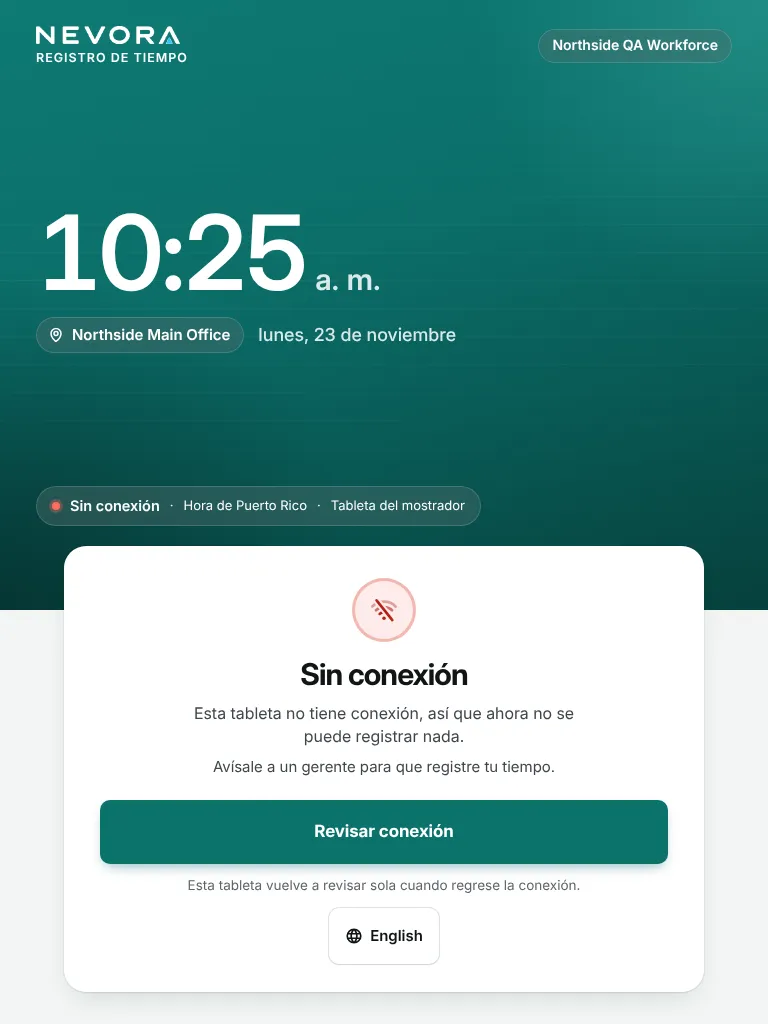 NEVORA
REGISTRO DE TIEMPO
Northside QA Workforce
10:25 a. m.
Northside Main Office
lunes, 23 de noviembre
Sin conexión · Hora de Puerto Rico · Tableta del mostrador
Sin conexión
Esta tableta no tiene conexión, así que ahora no se
puede registrar nada.
Avísale a un gerente para que registre tu tiempo.
Revisar conexión
Esta tableta vuelve a revisar sola cuando regrese la conexión.
English